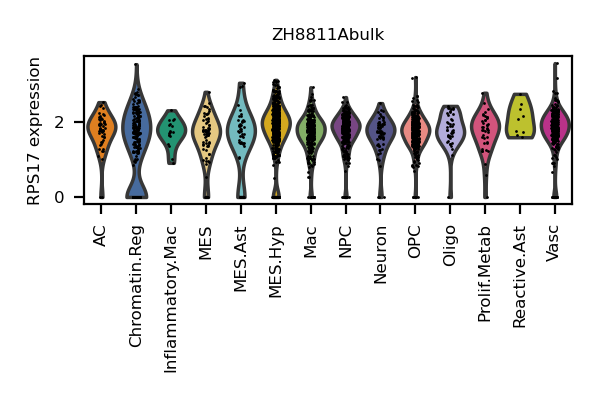 ZH8811Abulk
RPS17 expression
2
0
AC
Chromatin.Reg
Inflammatory.Mac
MES
MES.Ast
MES.Hyp
Mac
NPC
Neuron
OPC
Oligo
Prolif.Metab
Reactive.Ast
Vasc